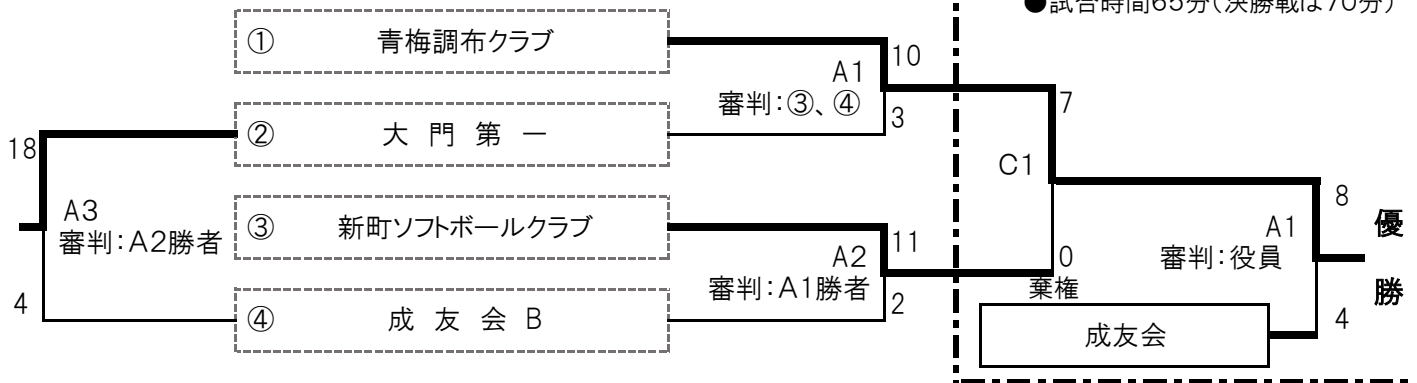 ●試合時間65分（決勝戦は70分）
① 青梅調布クラブ
10
A1
審判：③、④
3
7
② 大 門 第 一
18
C1
A3
審判：A2勝者
③ 新町ソフトボールクラブ
11
A2
審判：A1勝者
2
0
棄権
8
A1
審判：役員
優
勝
4
4
④ 成 友 会 B
成友会